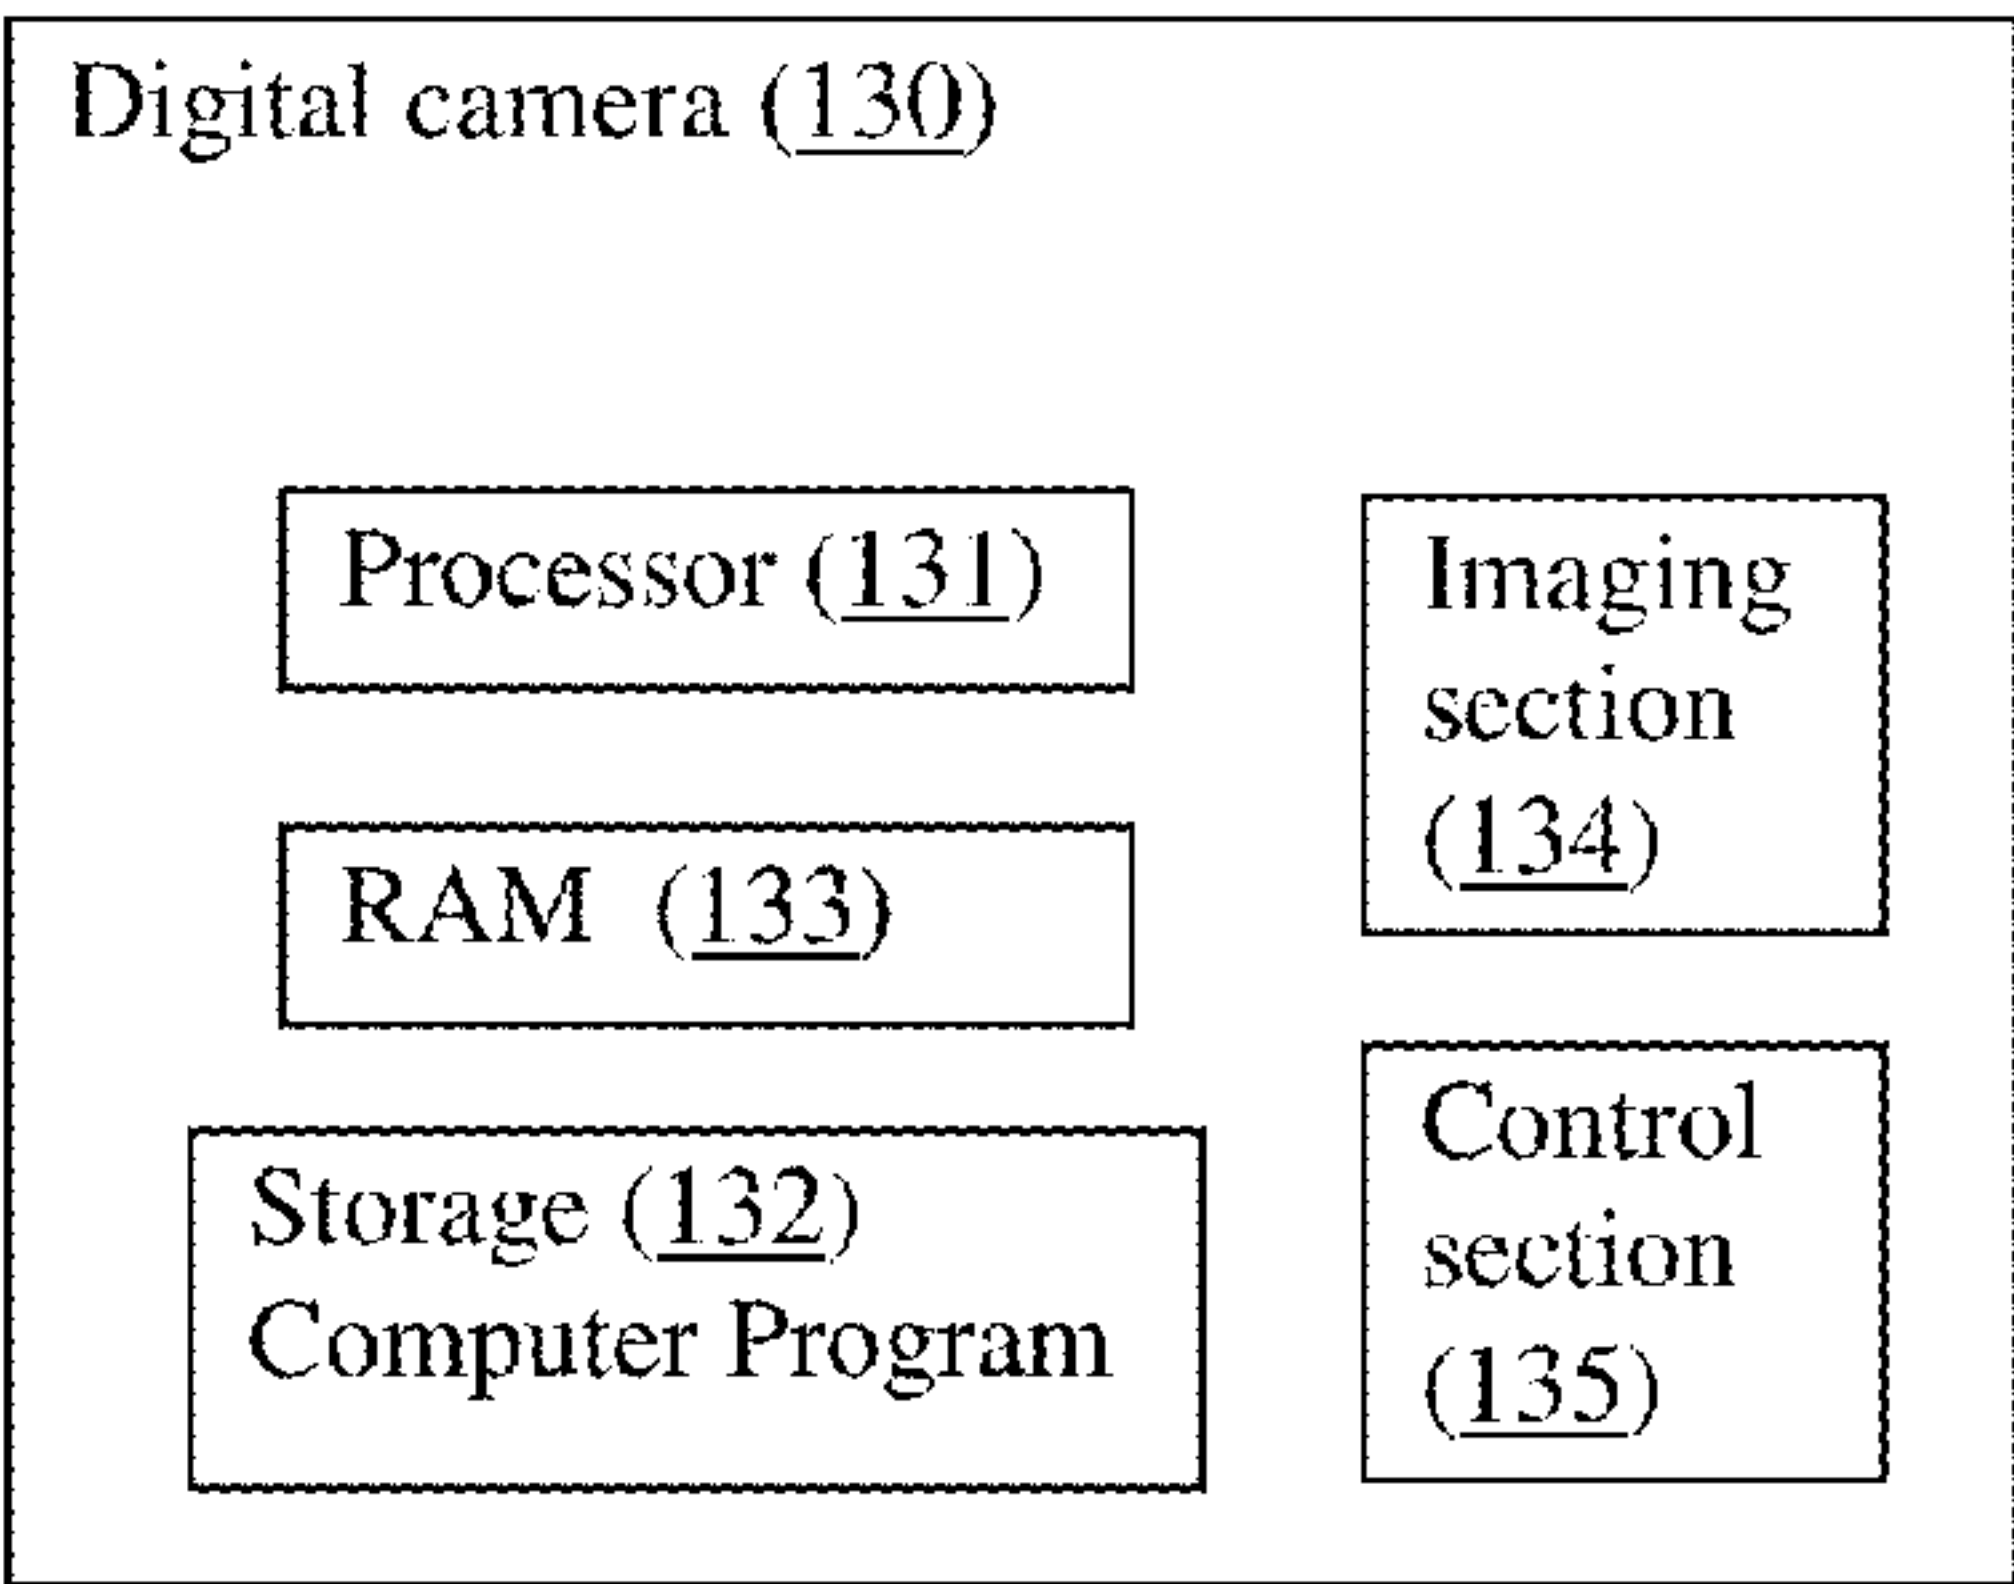 Digital camera (130)
Processor (131)
RAM (133)
Storage (132)
Computer Program
Imaging
section
(134)
Control
section
(135)